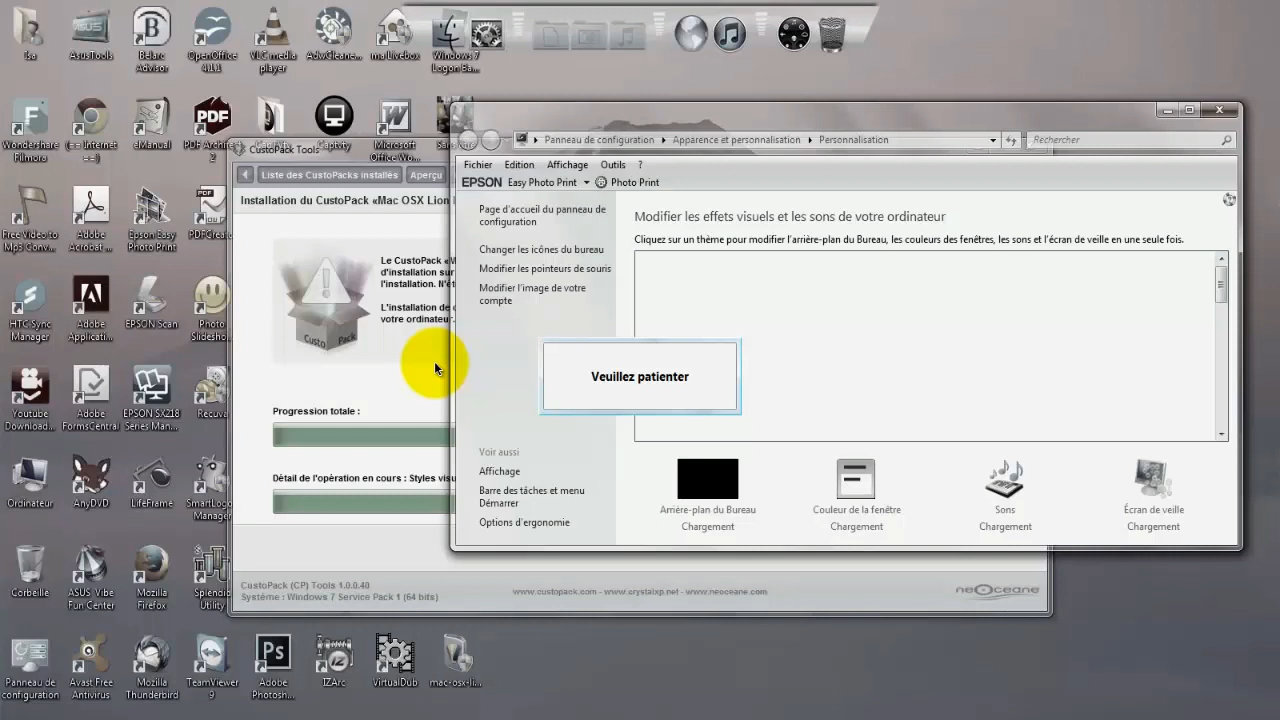 Isa
AsusTools
Belarc
Advisor
OpenOffice
4.1.1
VLC media
player
AdwCleane...
ma Livebox
Windows 7
Logon Ba...
Wondershare
Filmora
(== Internet
==)
eManual
PDF Architect
2
Captivity
Microsoft
Office Wo...
Free Video to
Mp3 Conv...
Adobe
Acrobat ...
Epson Easy
Photo Print
PDFCreator
HTC Sync
Manager
Adobe
Applicati...
EPSON Scan
Photo
Slidesho...
Youtube
Download...
Adobe
FormsCentral
EPSON SX218
Series Man...
Recuva
Ordinateur
AnyDVD
LifeFrame
SmartLogo
Manager
Corbeille
ASUS Vibe
Fun Center
Mozilla
Firefox
Splendid
Utility
Panneau de
configuration
Avast Free
Antivirus
Mozilla
Thunderbird
TeamViewer
9
Adobe
Photosh...
IZArc
VirtualDub
mac-osx-li...
CustoPack Tools
Liste des CustoPacks installés
Aperçu
Installation du CustoPack «Mac OSX Lion
Le CustoPack «M
d'installation sur
l'installation. N'ét
L'installation de c
votre ordinateur.
Custo Pack
Progression totale :
Détail de l'opération en cours : Styles visu
CustoPack (CP) Tools 1.0.0.40
Système : Windows 7 Service Pack 1 (64 bits)
www.custopack.com - www.crystalxp.net - www.neoceane.com
neOceane
Panneau de configuration
Apparence et personnalisation
Personnalisation
Rechercher
Fichier Edition Affichage Outils ?
EPSON Easy Photo Print Photo Print
Page d'accueil du panneau de
configuration
Changer les icônes du bureau
Modifier les pointeurs de souris
Modifier l'image de votre
compte
Voir aussi
Affichage
Barre des tâches et menu
Démarrer
Options d'ergonomie
Modifier les effets visuels et les sons de votre ordinateur
Cliquez sur un thème pour modifier l'arrière-plan du Bureau, les couleurs des fenêtres, les sons et l'écran de veille en une seule fois.
Veuillez patienter
Arrière-plan du Bureau
Chargement
Couleur de la fenêtre
Chargement
Sons
Chargement
Écran de veille
Chargement